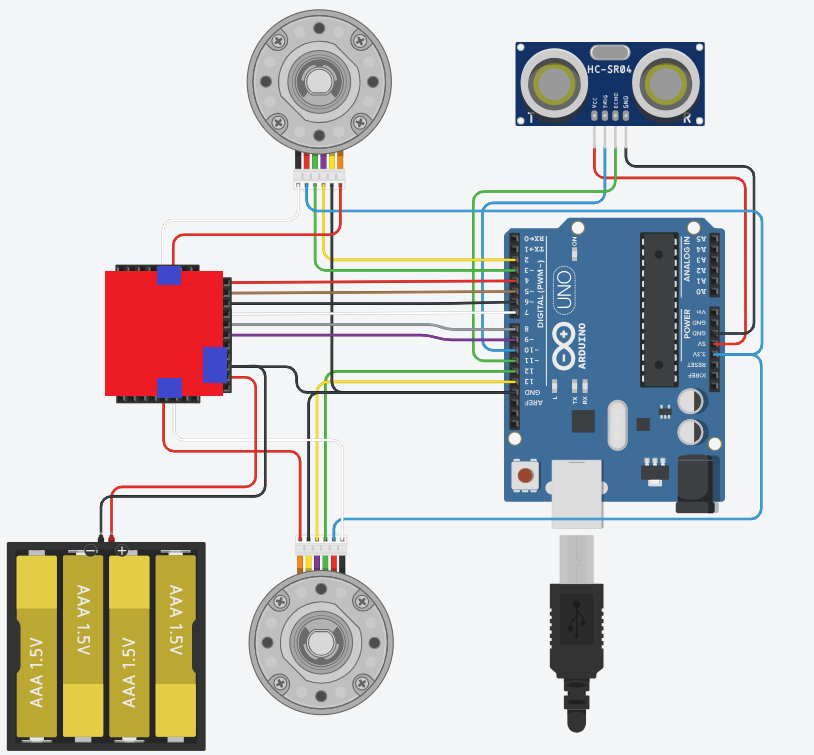 HC-SR04
VCC
TRIG
ECHO
GND
T
R
RX←0
TX→1
2
~3
4
~5
~6
7
8
~9
~10
~11
12
13
GND
AREF
DIGITAL (PWM~)
ON
UNO
ARDUINO
L
TX
RX
ANALOG IN
A5
A4
A3
A2
A1
A0
POWER
Vin
GND
GND
5V
3.3V
RESET
IOREF
AAA 1.5V
AAA 1.5V
AAA 1.5V
AAA 1.5V